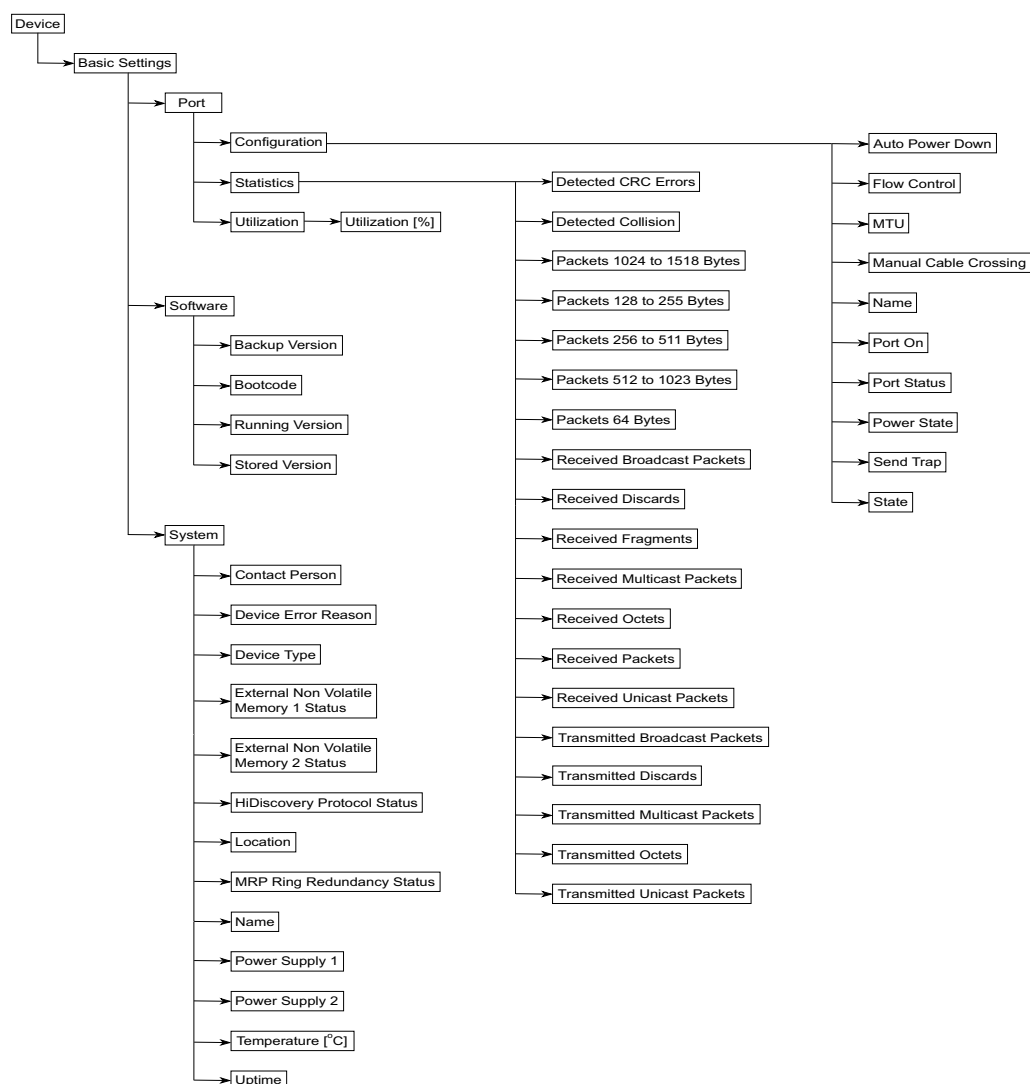 Device
Basic Settings
Port
Configuration
Statistics
Utilization
Utilization [%]
Auto Power Down
Flow Control
MTU
Manual Cable Crossing
Name
Port On
Port Status
Power State
Send Trap
State
Detected CRC Errors
Detected Collision
Packets 1024 to 1518 Bytes
Packets 128 to 255 Bytes
Packets 256 to 511 Bytes
Packets 512 to 1023 Bytes
Packets 64 Bytes
Received Broadcast Packets
Received Discards
Received Fragments
Received Multicast Packets
Received Octets
Received Packets
Received Unicast Packets
Transmitted Broadcast Packets
Transmitted Discards
Transmitted Multicast Packets
Transmitted Octets
Transmitted Unicast Packets
Software
Backup Version
Bootcode
Running Version
Stored Version
System
Contact Person
Device Error Reason
Device Type
External Non Volatile
Memory 1 Status
External Non Volatile
Memory 2 Status
HiDiscovery Protocol Status
Location
MRP Ring Redundancy Status
Name
Power Supply 1
Power Supply 2
Temperature [°C]
Uptime